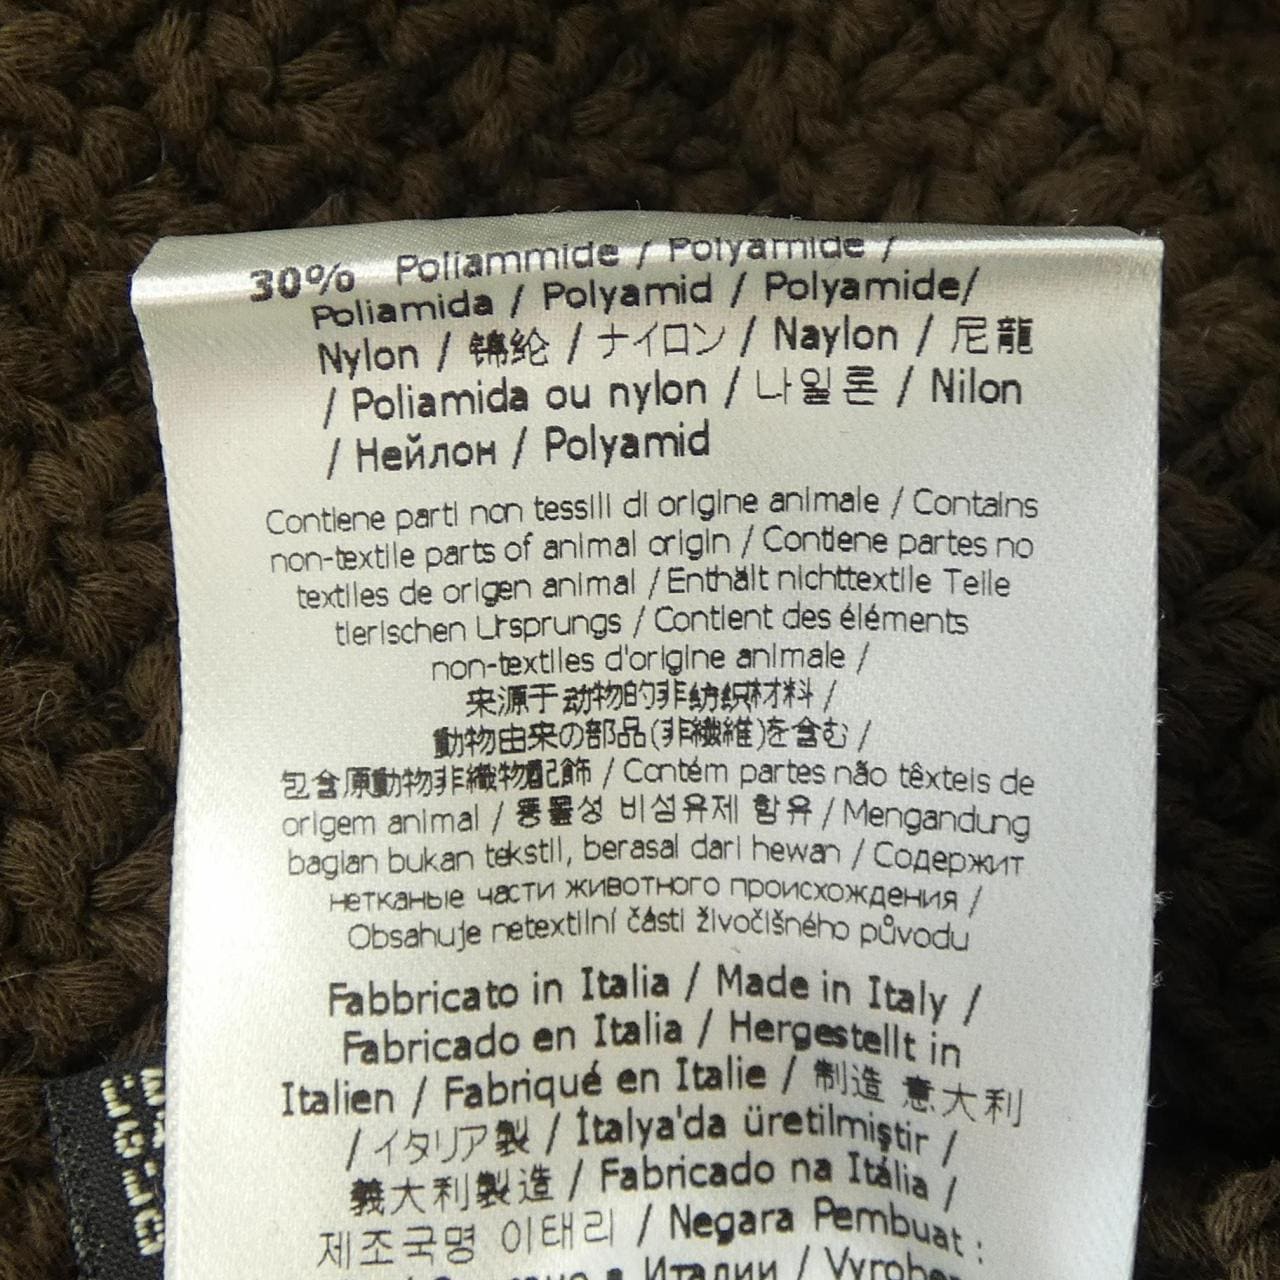 30% Poliammide / Polyamide /
Poliamida / Polyamid / Polyamide/
Nylon / 锦纶 / ナイロン / Naylon / 尼龍
/ Poliamida ou nylon / 나일론 / Nilon
/ Нейлон / Polyamid
Contiene parti non tessili di origine animale / Contains
non-textile parts of animal origin / Contiene partes no
textiles de origen animal / Enthält nichttextile Teile
tierischen Ursprungs / Contient des éléments
non-textiles d'origine animale /
来源于动物的非纺织材料 /
動物由来の部品(非繊維)を含む /
包含原動物非織物配飾 / Contém partes não têxteis de
origem animal / 동물성 비섬유제 함유 / Mengandung
bagian bukan tekstil, berasal dari hewan / Содержит
нетканые части животного происхождения /
Obsahuje netextilní části živočišného původu
Fabbricato in Italia / Made in Italy /
Fabricado en Italia / Hergestellt in
Italien / Fabriqué en Italie / 制造 意大利
/ イタリア製 / İtalya'da üretilmiştir /
義大利製造 / Fabricado na Itália /
제조국명 이태리 / Negara Pembuat :
в Италии /